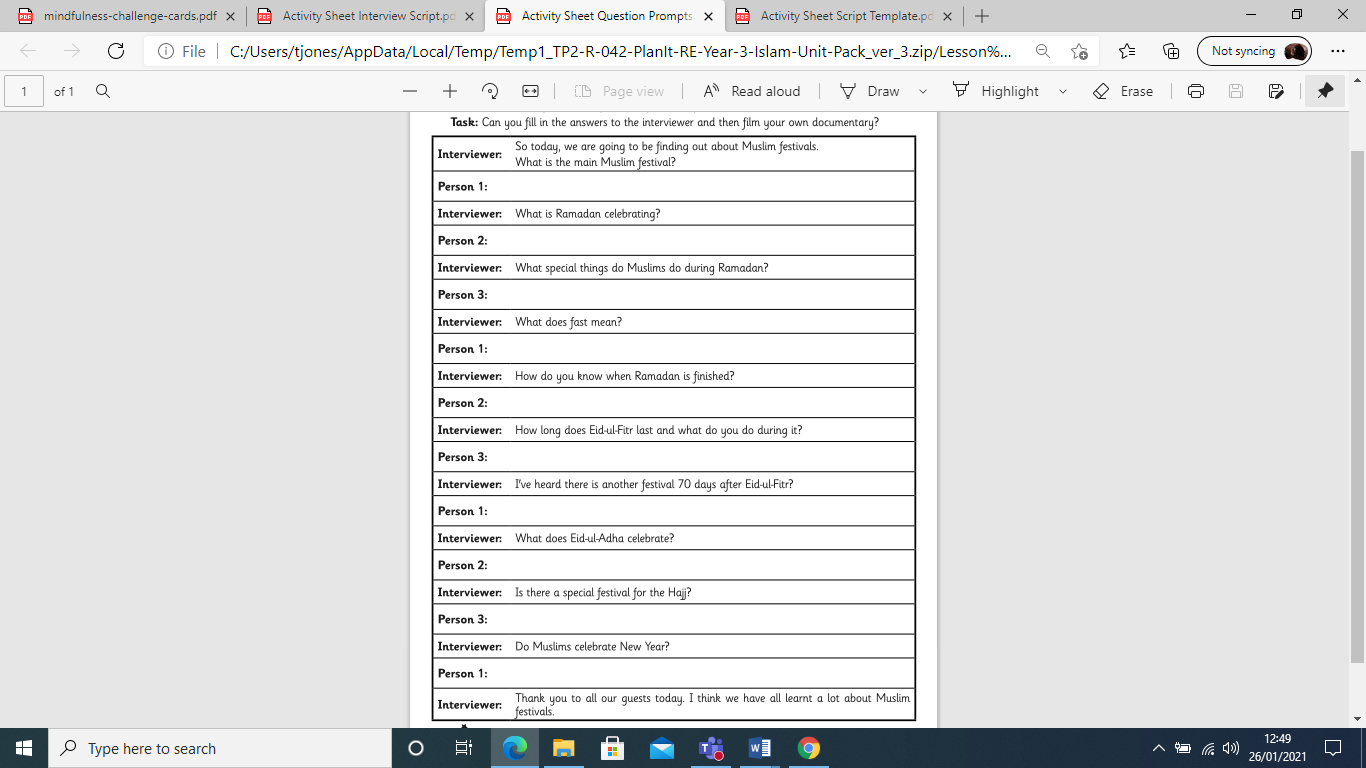 mindfulness-challenge-cards.pdf
Activity Sheet Interview Script.pd
Activity Sheet Question Prompts
Activity Sheet Script Template.pd
File
C:/Users/tjones/AppData/Local/Temp/Temp1_TP2-R-042-PlanIt-RE-Year-3-Islam-Unit-Pack_ver_3.zip/Lesson%...
Not syncing
1 of 1
Page view
Read aloud
Draw
Highlight
Erase
Task: Can you fill in the answers to the interviewer and then film your own documentary?
Interviewer: So today, we are going to be finding out about Muslim festivals.
What is the main Muslim festival?
Person 1:
Interviewer: What is Ramadan celebrating?
Person 2:
Interviewer: What special things do Muslims do during Ramadan?
Person 3:
Interviewer: What does fast mean?
Person 1:
Interviewer: How do you know when Ramadan is finished?
Person 2:
Interviewer: How long does Eid-ul-Fitr last and what do you do during it?
Person 3:
Interviewer: I've heard there is another festival 70 days after Eid-ul-Fitr?
Person 1:
Interviewer: What does Eid-ul-Adha celebrate?
Person 2:
Interviewer: Is there a special festival for the Hajj?
Person 3:
Interviewer: Do Muslims celebrate New Year?
Person 1:
Interviewer: Thank you to all our guests today. I think we have all learnt a lot about Muslim
festivals.
Type here to search
12:49
26/01/2021